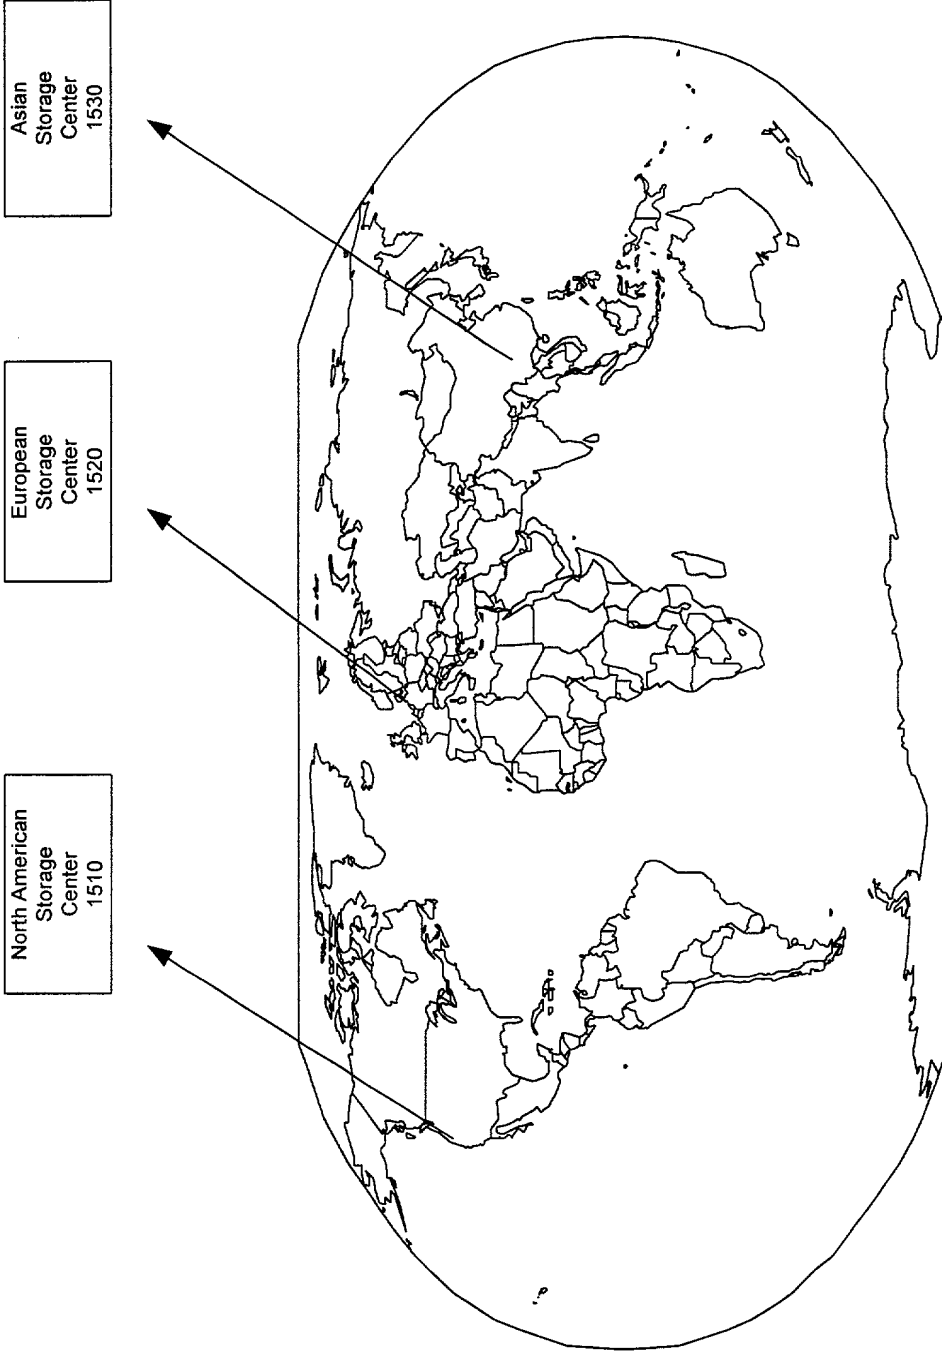 North American
Storage
Center
1510
European
Storage
Center
1520
Asian
Storage
Center
1530